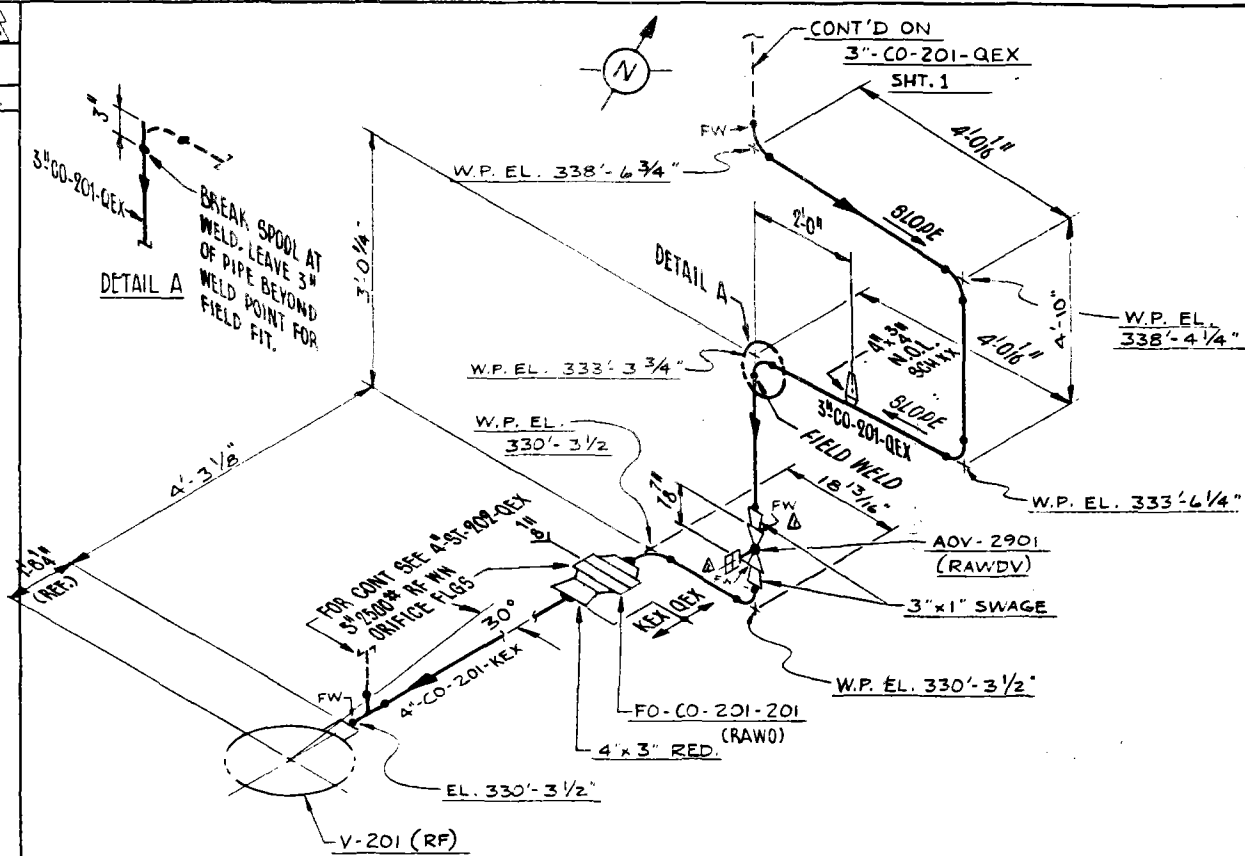 CONT'D ON
3"-CO-201-QEX
SHT. 1
N
3"
3"CO-201-QEX
BREAK SPOOL AT
WELD. LEAVE 3"
OF PIPE BEYOND
WELD POINT FOR
FIELD FIT.
DETAIL A
FW
W.P. EL. 338'-6 3/4"
4'-0 1/16"
SLOPE
2'-0"
3'-0 1/4"
DETAIL A
4" x 3/4"
N.O.L.
SCH XX
4'-0 1/16"
4'-10"
W.P. EL.
338'-4 1/4"
W.P. EL. 333'-3 3/4"
SLOPE
3"CO-201-QEX
FIELD WELD
W.P. EL.
330'-3 1/2
18 13/16"
W.P. EL. 333'-6 1/4"
4'-3 1/8"
FW
AOV-2901
(RAWDV)
3"x1" SWAGE
1/8"
FOR CONT SEE 4"-ST-202-QEX
3" 2500# RF WN
ORIFICE FLGS
30°
KEX QEX
(REF.)
W.P. EL. 330'-3 1/2"
4"-CO-201-KEX
FW
FO-CO-201-201
(RAWO)
4"x3" RED.
EL. 330'-3 1/2"
V-201 (RF)